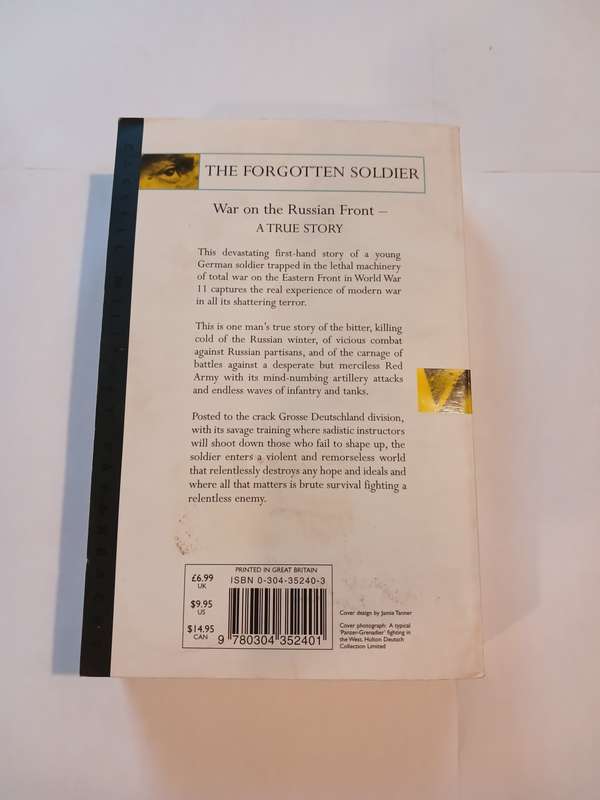 THE FORGOTTEN SOLDIER
War on the Russian Front –
A TRUE STORY
This devastating first-hand story of a young
German soldier trapped in the lethal machinery
of total war on the Eastern Front in World War
11 captures the real experience of modern war
in all its shattering terror.
This is one man's true story of the bitter, killing
cold of the Russian winter, of vicious combat
against Russian partisans, and of the carnage of
battles against a desperate but merciless Red
Army with its mind-numbing artillery attacks
and endless waves of infantry and tanks.
Posted to the crack Grosse Deutschland division,
with its savage training where sadistic instructors
will shoot down those who fail to shape up, the
soldier enters a violent and remorseless world
that relentlessly destroys any hope and ideals and
where all that matters is brute survival fighting a
relentless enemy.
£6.99
UK
$9.95
US
$14.95
CAN
PRINTED IN GREAT BRITAIN
ISBN 0-304-35240-3
9 780304 352401
Cover design by Jamie Tanner
Cover photograph: A typical
'Panzer-Grenadier' fighting in
the West. Hulton Deutsch
Collection Limited
CASSELL MILITARY PAPERBACKS